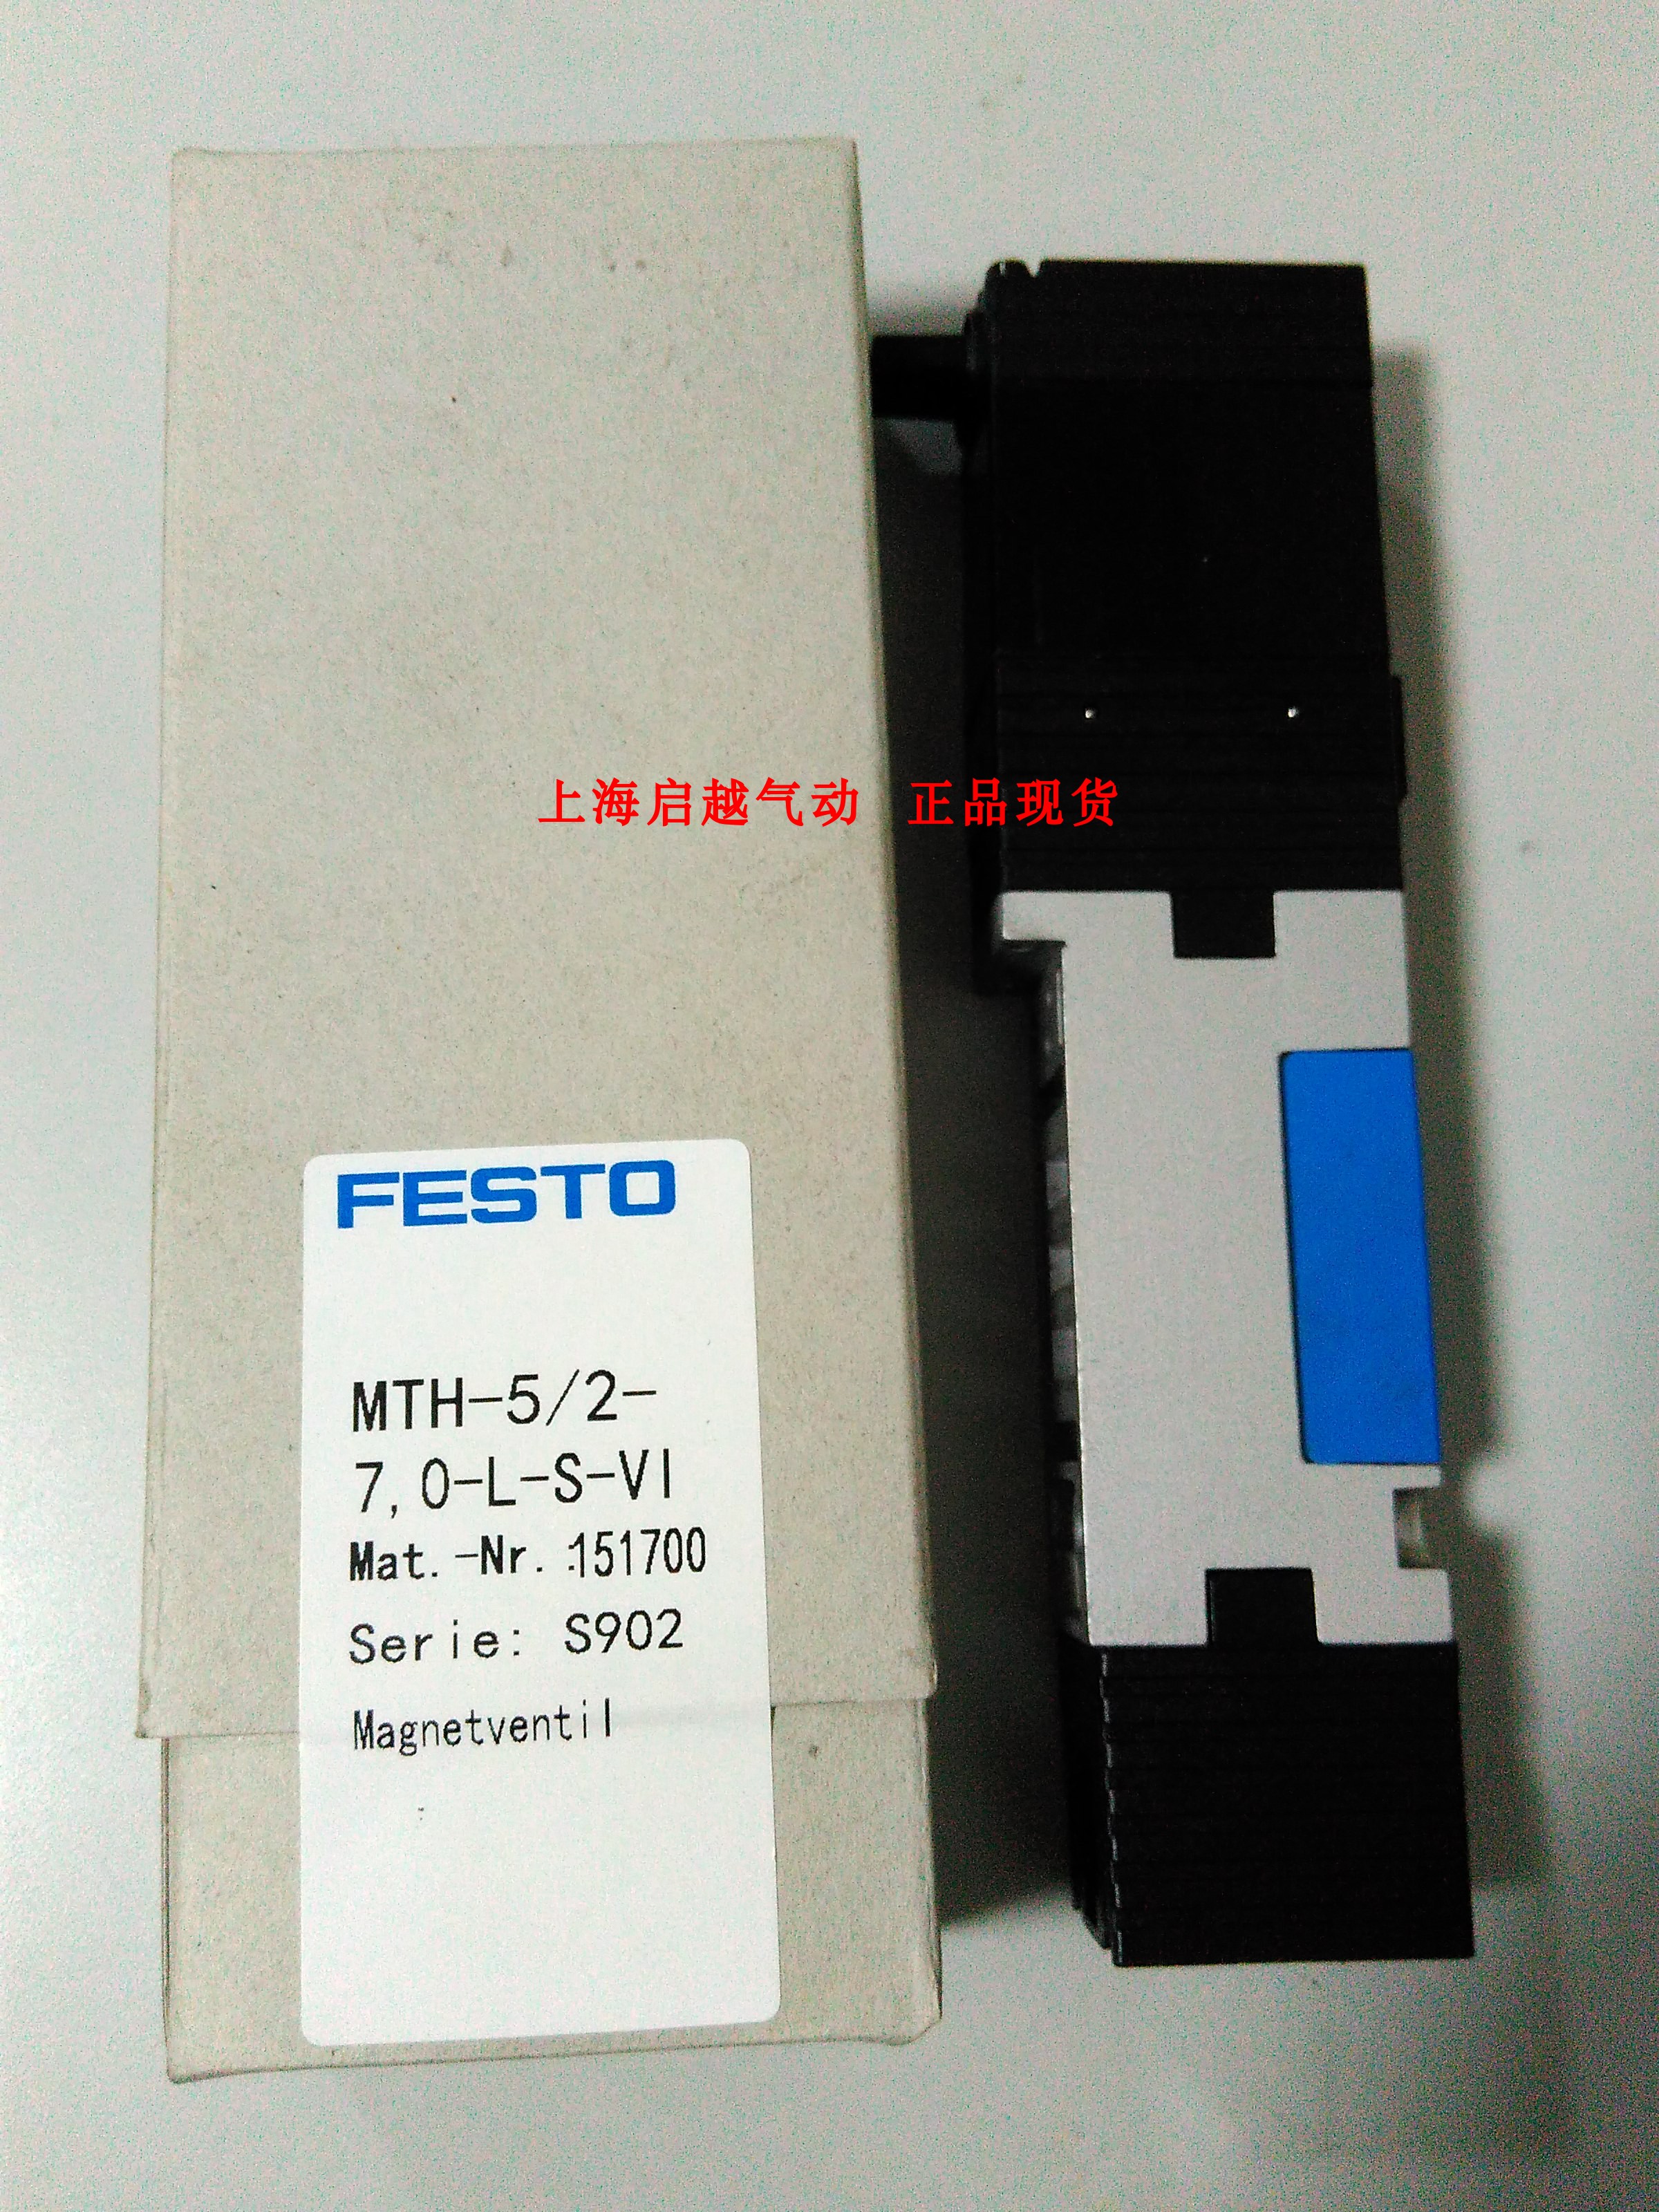 上海启越气动 正品现货
FESTO
MTH-5/2-
7,0-L-S-VI
Mat.-Nr.:151700
Serie: S902
Magnetventil